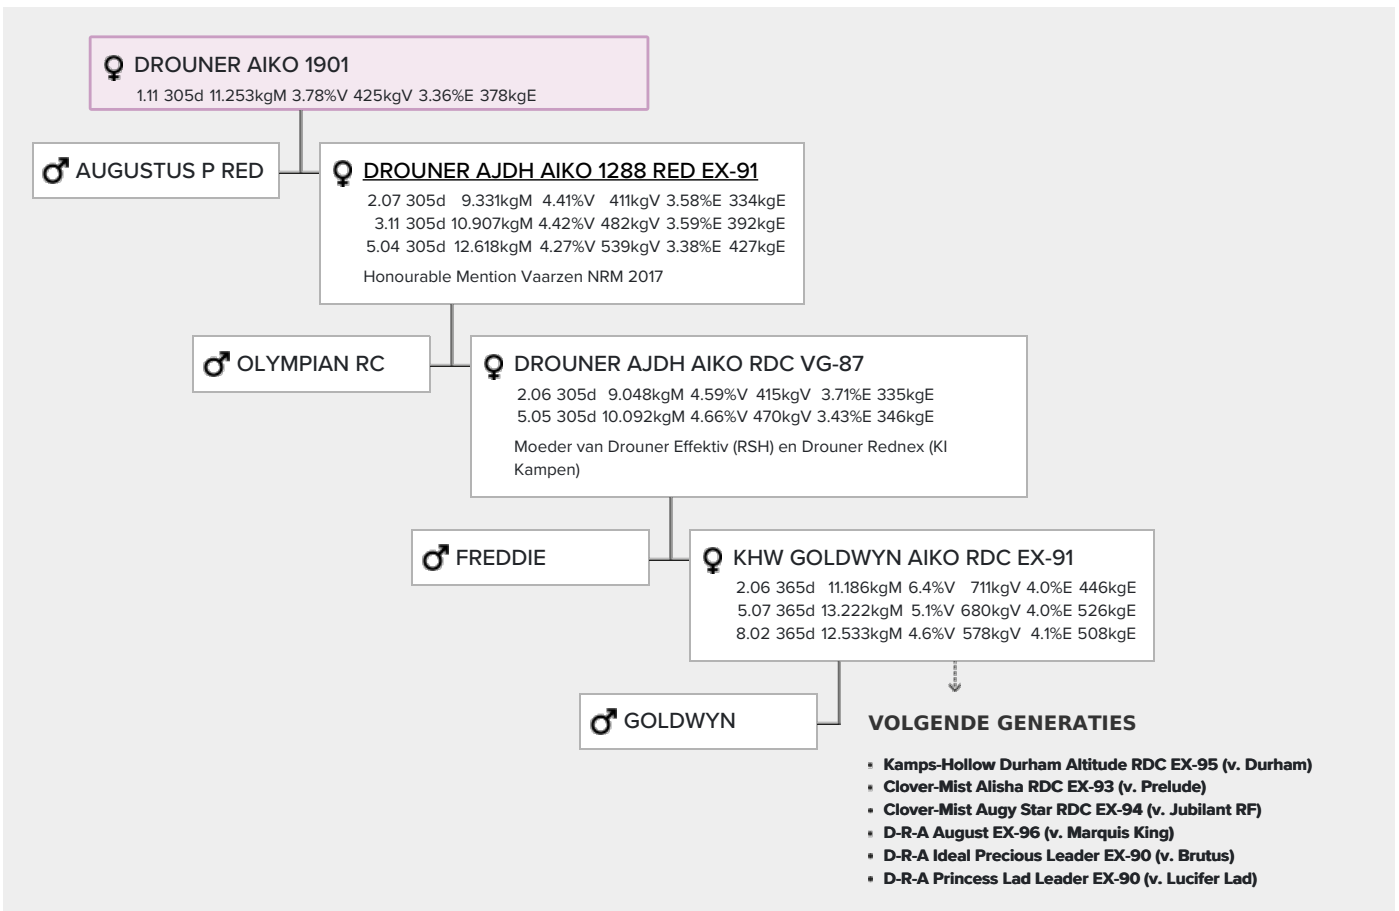 DROUNER AIKO 1901
1.11 305d 11.253kgM 3.78%V 425kgV 3.36%E 378kgE
AUGUSTUS P RED
DROUNER AJDH AIKO 1288 RED EX-91
2.07 305d 9.331kgM 4.41%V 411kgV 3.58%E 334kgE
3.11 305d 10.907kgM 4.42%V 482kgV 3.59%E 392kgE
5.04 305d 12.618kgM 4.27%V 539kgV 3.38%E 427kgE
Honourable Mention Vaarzen NRM 2017
OLYMPIAN RC
DROUNER AJDH AIKO RDC VG-87
2.06 305d 9.048kgM 4.59%V 415kgV 3.71%E 335kgE
5.05 305d 10.092kgM 4.66%V 470kgV 3.43%E 346kgE
Moeder van Drouner Effektiv (RSH) en Drouner Rednex (KI
Kampen)
FREDDIE
KHW GOLDWYN AIKO RDC EX-91
2.06 365d 11.186kgM 6.4%V 711kgV 4.0%E 446kgE
5.07 365d 13.222kgM 5.1%V 680kgV 4.0%E 526kgE
8.02 365d 12.533kgM 4.6%V 578kgV 4.1%E 508kgE
GOLDWYN
VOLGENDE GENERATIES
Kamps-Hollow Durham Altitude RDC EX-95 (v. Durham)
Clover-Mist Alisha RDC EX-93 (v. Prelude)
Clover-Mist Augy Star RDC EX-94 (v. Jubilant RF)
D-R-A August EX-96 (v. Marquis King)
D-R-A Ideal Precious Leader EX-90 (v. Brutus)
D-R-A Princess Lad Leader EX-90 (v. Lucifer Lad)